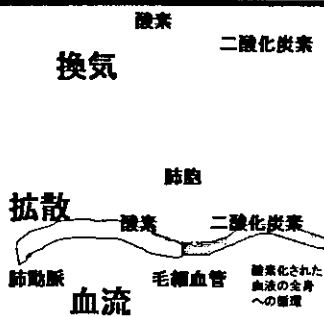 酸素
二酸化炭素
換気
肺胞
拡散
酸素
二酸化炭素
肺動脈
毛細血管
酸素化された
血液の全身
への循環
血流